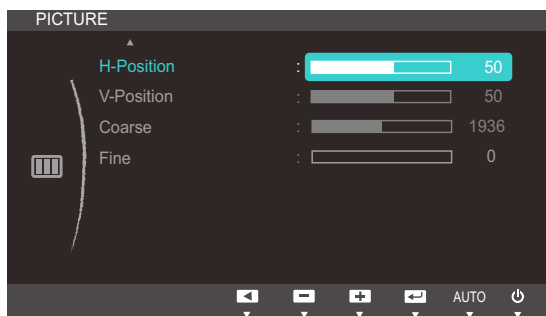 PICTURE
H-Position : 50
V-Position : 50
Coarse : 1936
Fine : 0
AUTO